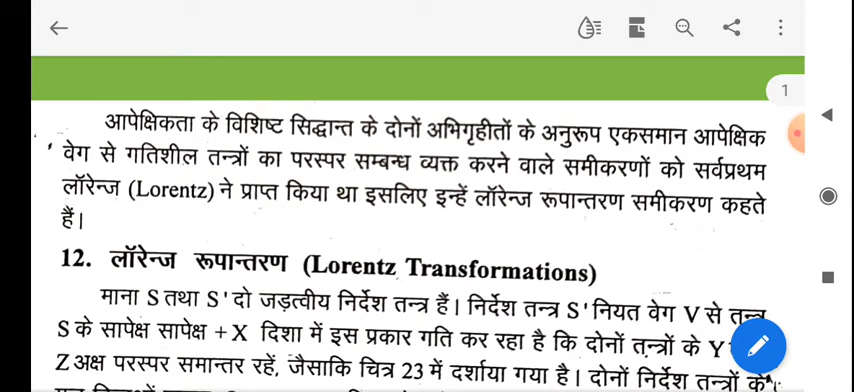 1
आपेक्षिकता के विशिष्ट सिद्धान्त के दोनों अभिगृहीतों के अनुरूप एकसमान आपेक्षिक
वेग से गतिशील तन्त्रों का परस्पर सम्बन्ध व्यक्त करने वाले समीकरणों को सर्वप्रथम
लॉरेन्ज (Lorentz) ने प्राप्त किया था इसलिए इन्हें लॉरेन्ज रूपान्तरण समीकरण कहते
हैं।
12. लॉरेन्ज रूपान्तरण (Lorentz Transformations)
माना S तथा S' दो जड़त्वीय निर्देश तन्त्र हैं। निर्देश तन्त्र S' नियत वेग V से तन्त्र
S के सापेक्ष सापेक्ष +X दिशा में इस प्रकार गति कर रहा है कि दोनों तन्त्रों के Y
Z अक्ष परस्पर समान्तर रहें, जैसाकि चित्र 23 में दर्शाया गया है। दोनों निर्देश तन्त्रों के